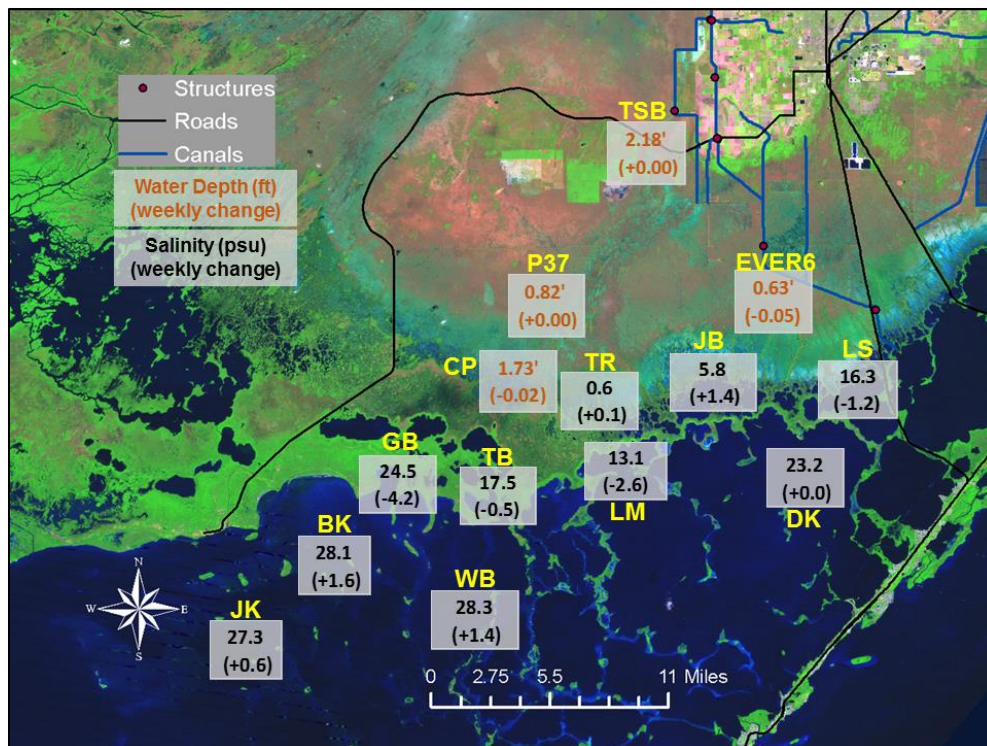 Structures
Roads
Canals
Water Depth (ft)
(weekly change)
Salinity (psu)
(weekly change)
TSB
2.18'
(+0.00)
P37
0.82'
(+0.00)
EVER6
0.63'
(-0.05)
CP
1.73'
(-0.02)
TR
0.6
(+0.1)
JB
5.8
(+1.4)
LS
16.3
(-1.2)
GB
24.5
(-4.2)
TB
17.5
(-0.5)
13.1
(-2.6)
LM
23.2
(+0.0)
DK
BK
28.1
(+1.6)
WB
28.3
(+1.4)
JK
27.3
(+0.6)
N
W E
S
0 2.75 5.5 11 Miles